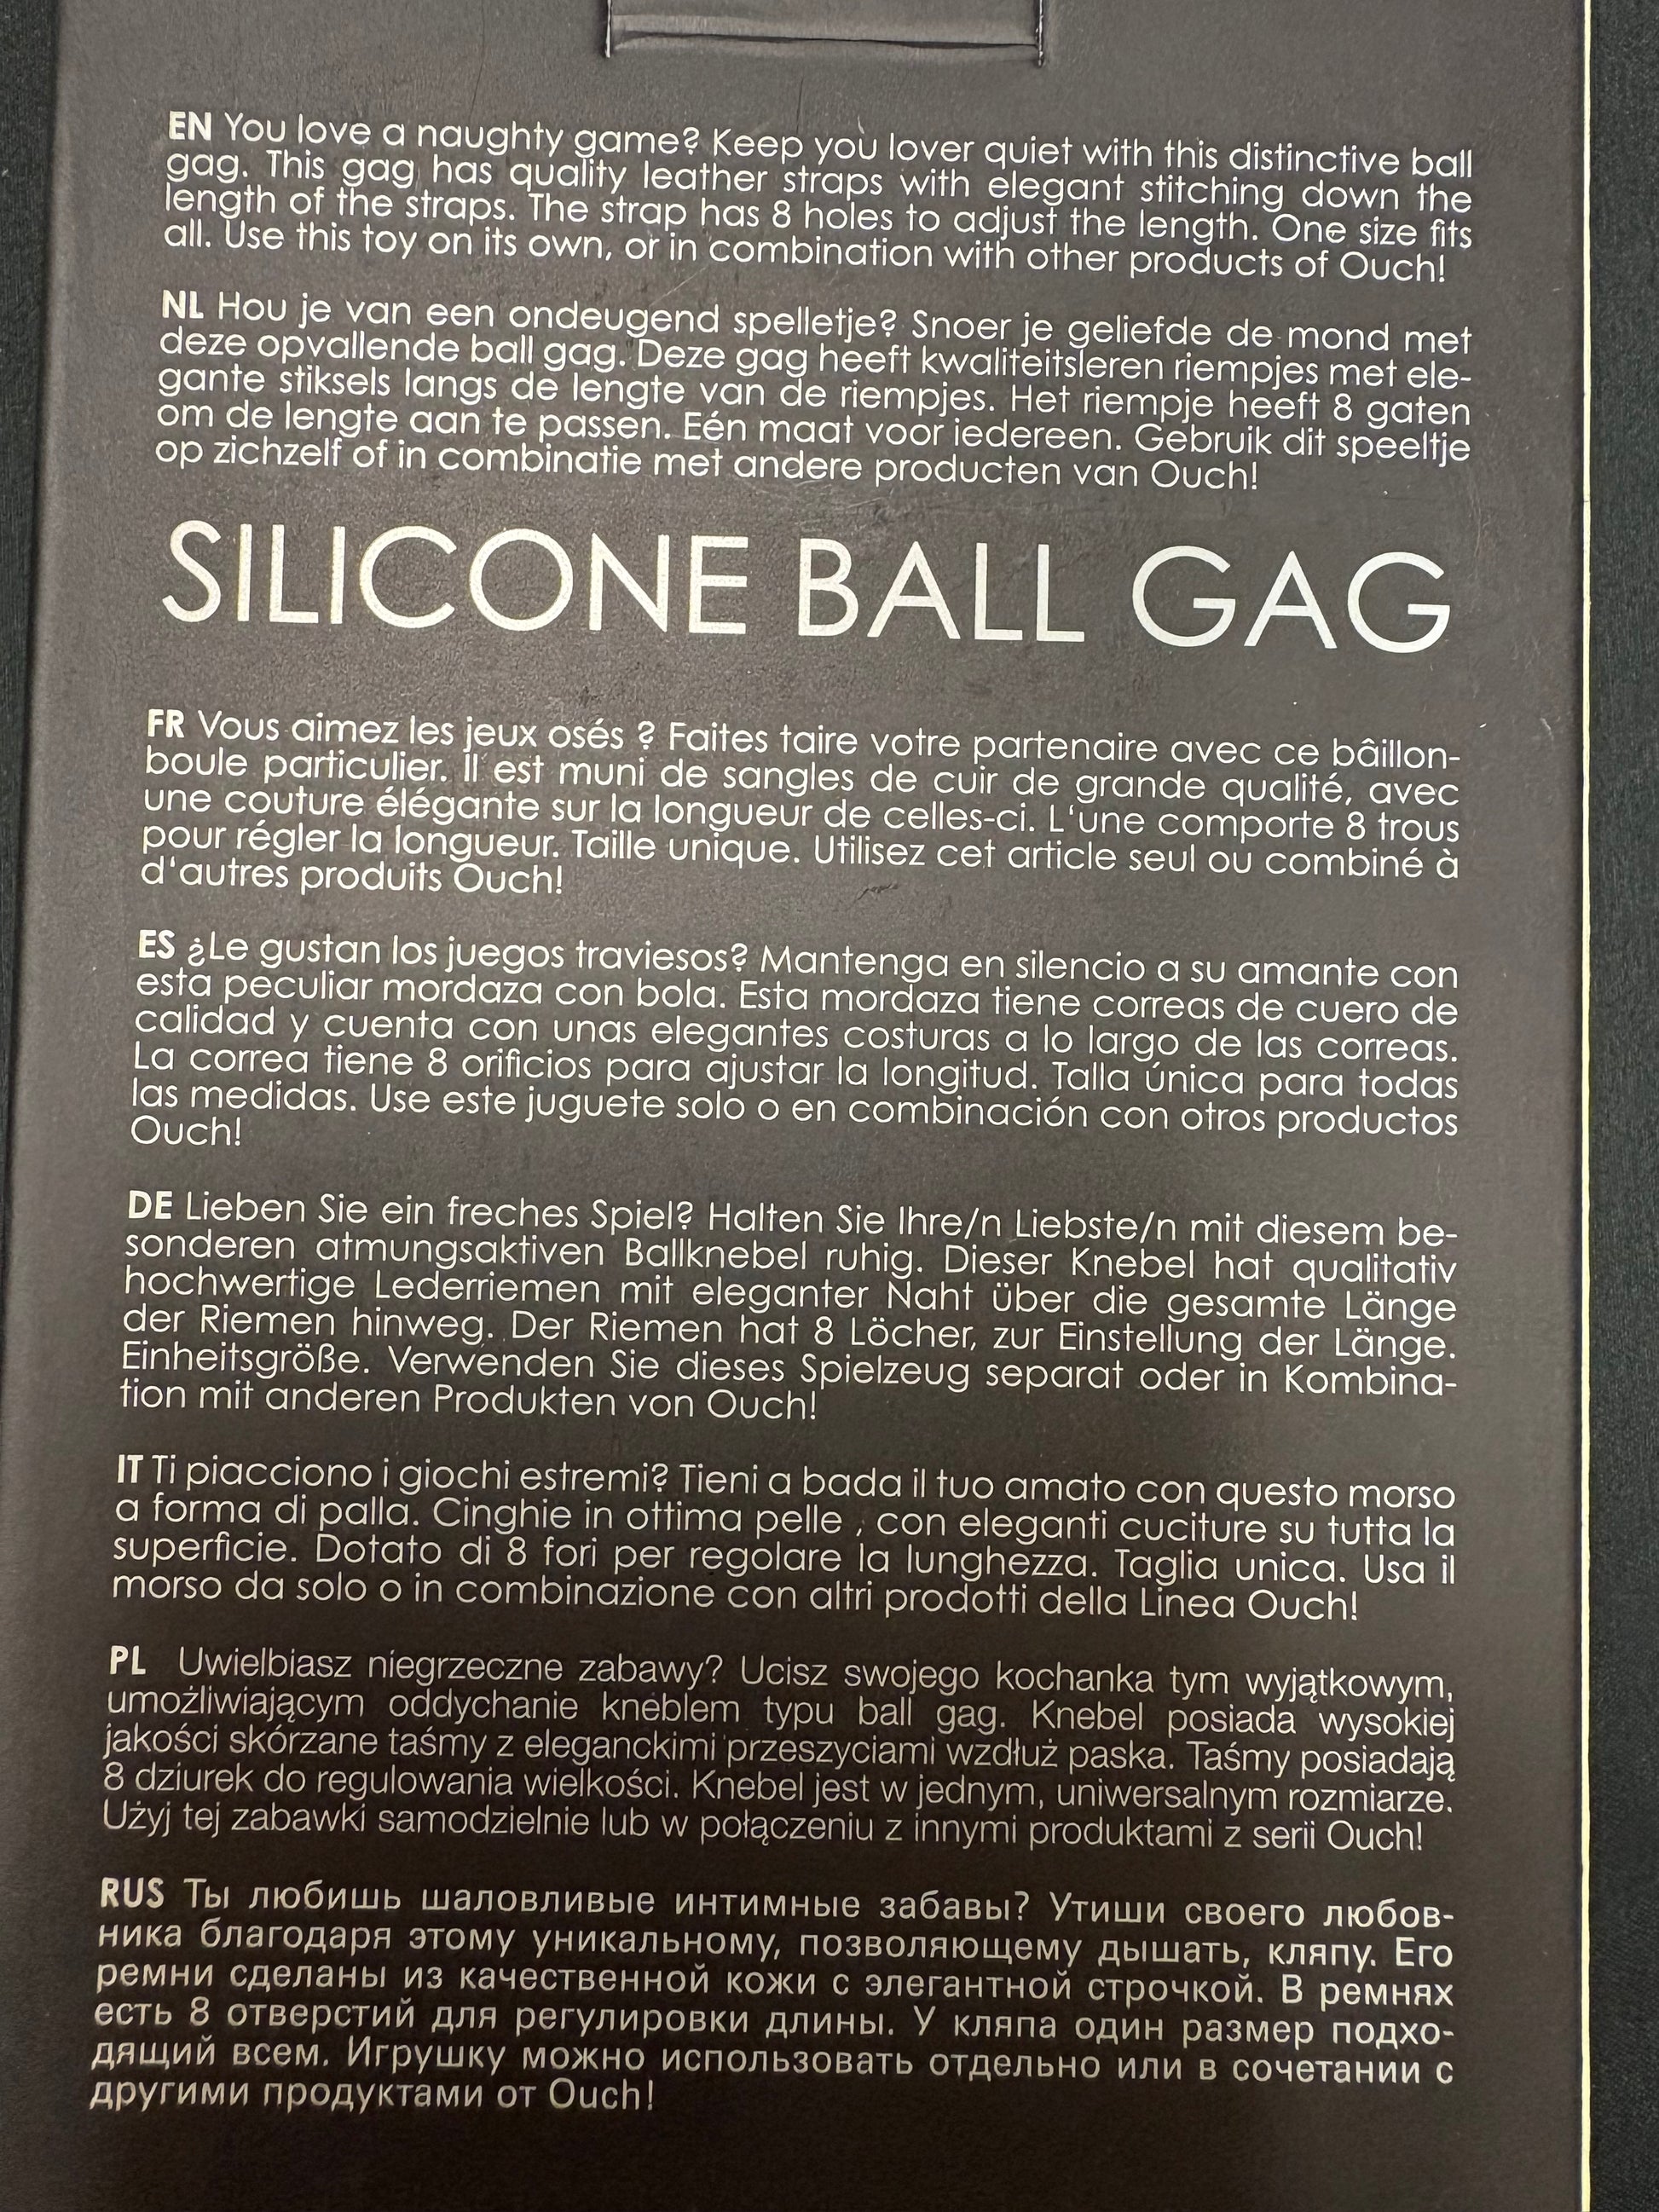 EN You love a naughty game? Keep you lover quiet with this distinctive ball
gag. This gag has quality leather straps with elegant stitching down the
length of the straps. The strap has 8 holes to adjust the length. One size fits
all. Use this toy on its own, or in combination with other products of Ouch!
NL Hou je van een ondeugend spelletje? Snoer je geliefde de mond met
deze opvallende ball gag. Deze gag heeft kwaliteitsleren riempjes met ele-
gante stiksels langs de lengte van de riempjes. Het riempje heeft 8 gaten
om de lengte aan te passen. Eén maat voor iedereen. Gebruik dit speeltje
op zichzelf of in combinatie met andere producten van Ouch!
SILICONE BALL GAG
FR Vous aimez les jeux osés ? Faites taire votre partenaire avec ce bâillon-
boule particulier. Il est muni de sangles de cuir de grande qualité, avec
une couture élégante sur la longueur de celles-ci. L‘une comporte 8 trous
pour régler la longueur. Taille unique. Utilisez cet article seul ou combiné à
d‘autres produits Ouch!
ES ¿Le gustan los juegos traviesos? Mantenga en silencio a su amante con
esta peculiar mordaza con bola. Esta mordaza tiene correas de cuero de
calidad y cuenta con unas elegantes costuras a lo largo de las correas.
La correa tiene 8 orificios para ajustar la longitud. Talla única para todas
las medidas. Use este juguete solo o en combinación con otros productos
Ouch!
DE Lieben Sie ein freches Spiel? Halten Sie Ihre/n Liebste/n mit diesem be-
sonderen atmungsaktiven Ballknebel ruhig. Dieser Knebel hat qualitativ
hochwertige Lederriemen mit eleganter Naht über die gesamte Länge
der Riemen hinweg. Der Riemen hat 8 Löcher, zur Einstellung der Länge.
Einheitsgröße. Verwenden Sie dieses Spielzeug separat oder in Kombina-
tion mit anderen Produkten von Ouch!
IT Ti piacciono i giochi estremi? Tieni a bada il tuo amato con questo morso
a forma di palla. Cinghie in ottima pelle , con eleganti cuciture su tutta la
superficie. Dotato di 8 fori per regolare la lunghezza. Taglia unica. Usa il
morso da solo o in combinazione con altri prodotti della Linea Ouch!
PL Uwielbiasz niegrzeczne zabawy? Ucisz swojego kochanka tym wyjątkowym,
umożliwiającym oddychanie kneblem typu ball gag. Knebel posiada wysokiej
jakości skórzane taśmy z eleganckimi przeszyciami wzdłuż paska. Taśmy posiadają
8 dziurek do regulowania wielkości. Knebel jest w jednym, uniwersalnym rozmiarze.
Użyj tej zabawki samodzielnie lub w połączeniu z innymi produktami z serii Ouch!
RUS Ты любишь шаловливые интимные забавы? Утиши своего любов-
ника благодаря этому уникальному, позволяющему дышать, кляпу. Его
ремни сделаны из качественной кожи с элегантной строчкой. В ремнях
есть 8 отверстий для регулировки длины. У кляпа один размер подхо-
дящий всем. Игрушку можно использовать отдельно или в сочетании с
другими продуктами от Ouch!